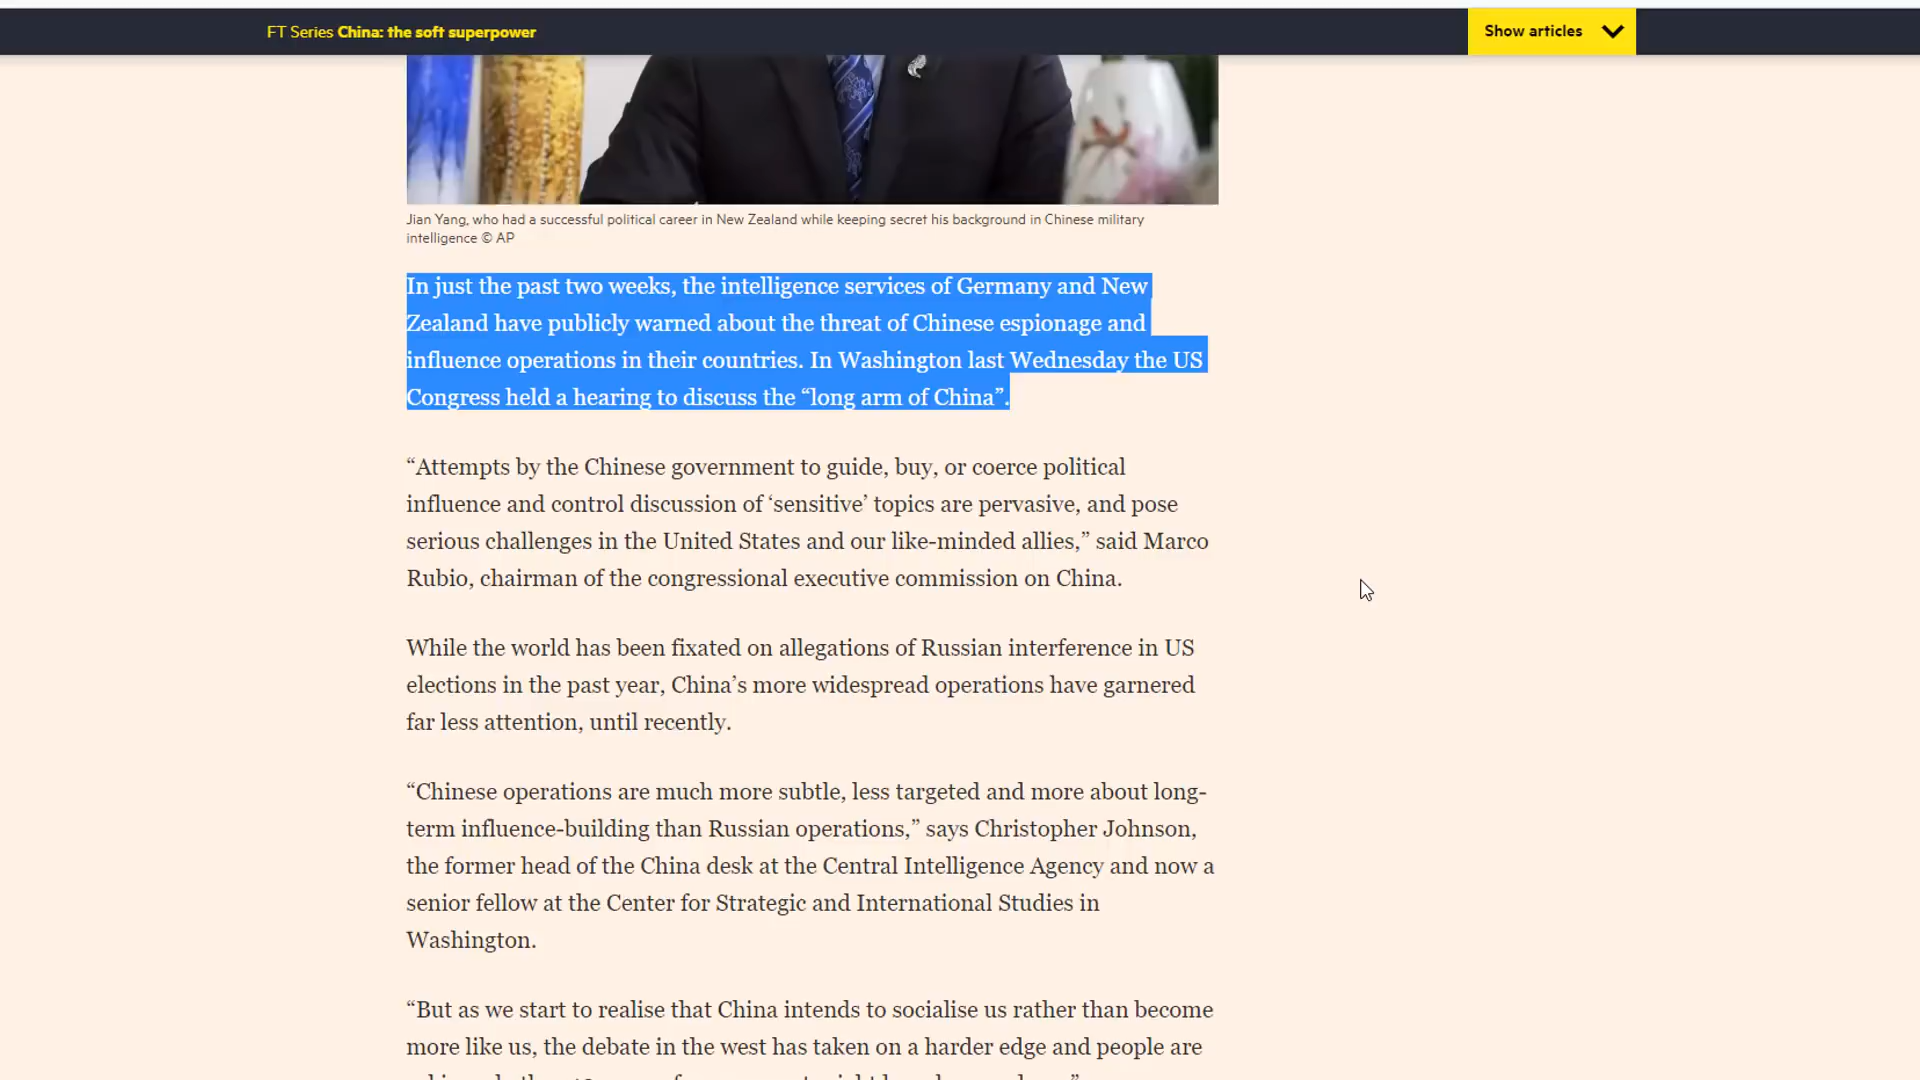 FT Series China: the soft superpower
Show articles
Jian Yang, who had a successful political career in New Zealand while keeping secret his background in Chinese military
intelligence © AP
In just the past two weeks, the intelligence services of Germany and New
Zealand have publicly warned about the threat of Chinese espionage and
influence operations in their countries. In Washington last Wednesday the US
Congress held a hearing to discuss the “long arm of China”.
“Attempts by the Chinese government to guide, buy, or coerce political
influence and control discussion of ‘sensitive’ topics are pervasive, and pose
serious challenges in the United States and our like-minded allies,” said Marco
Rubio, chairman of the congressional executive commission on China.
While the world has been fixated on allegations of Russian interference in US
elections in the past year, China’s more widespread operations have garnered
far less attention, until recently.
“Chinese operations are much more subtle, less targeted and more about long-
term influence-building than Russian operations,” says Christopher Johnson,
the former head of the China desk at the Central Intelligence Agency and now a
senior fellow at the Center for Strategic and International Studies in
Washington.
“But as we start to realise that China intends to socialise us rather than become
more like us, the debate in the west has taken on a harder edge and people are